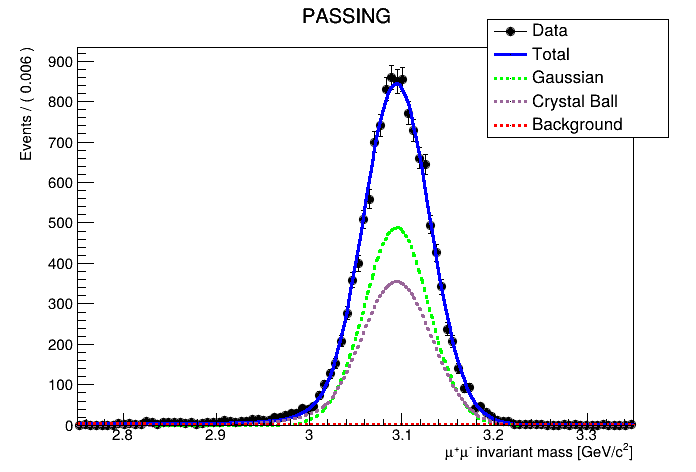 PASSING
Data
Total
Gaussian
Crystal Ball
Background
Events / ( 0.006 )
900
800
700
600
500
400
300
200
100
0
2.8 2.9 3 3.1 3.2 3.3
μ⁺μ⁻ invariant mass [GeV/c²]